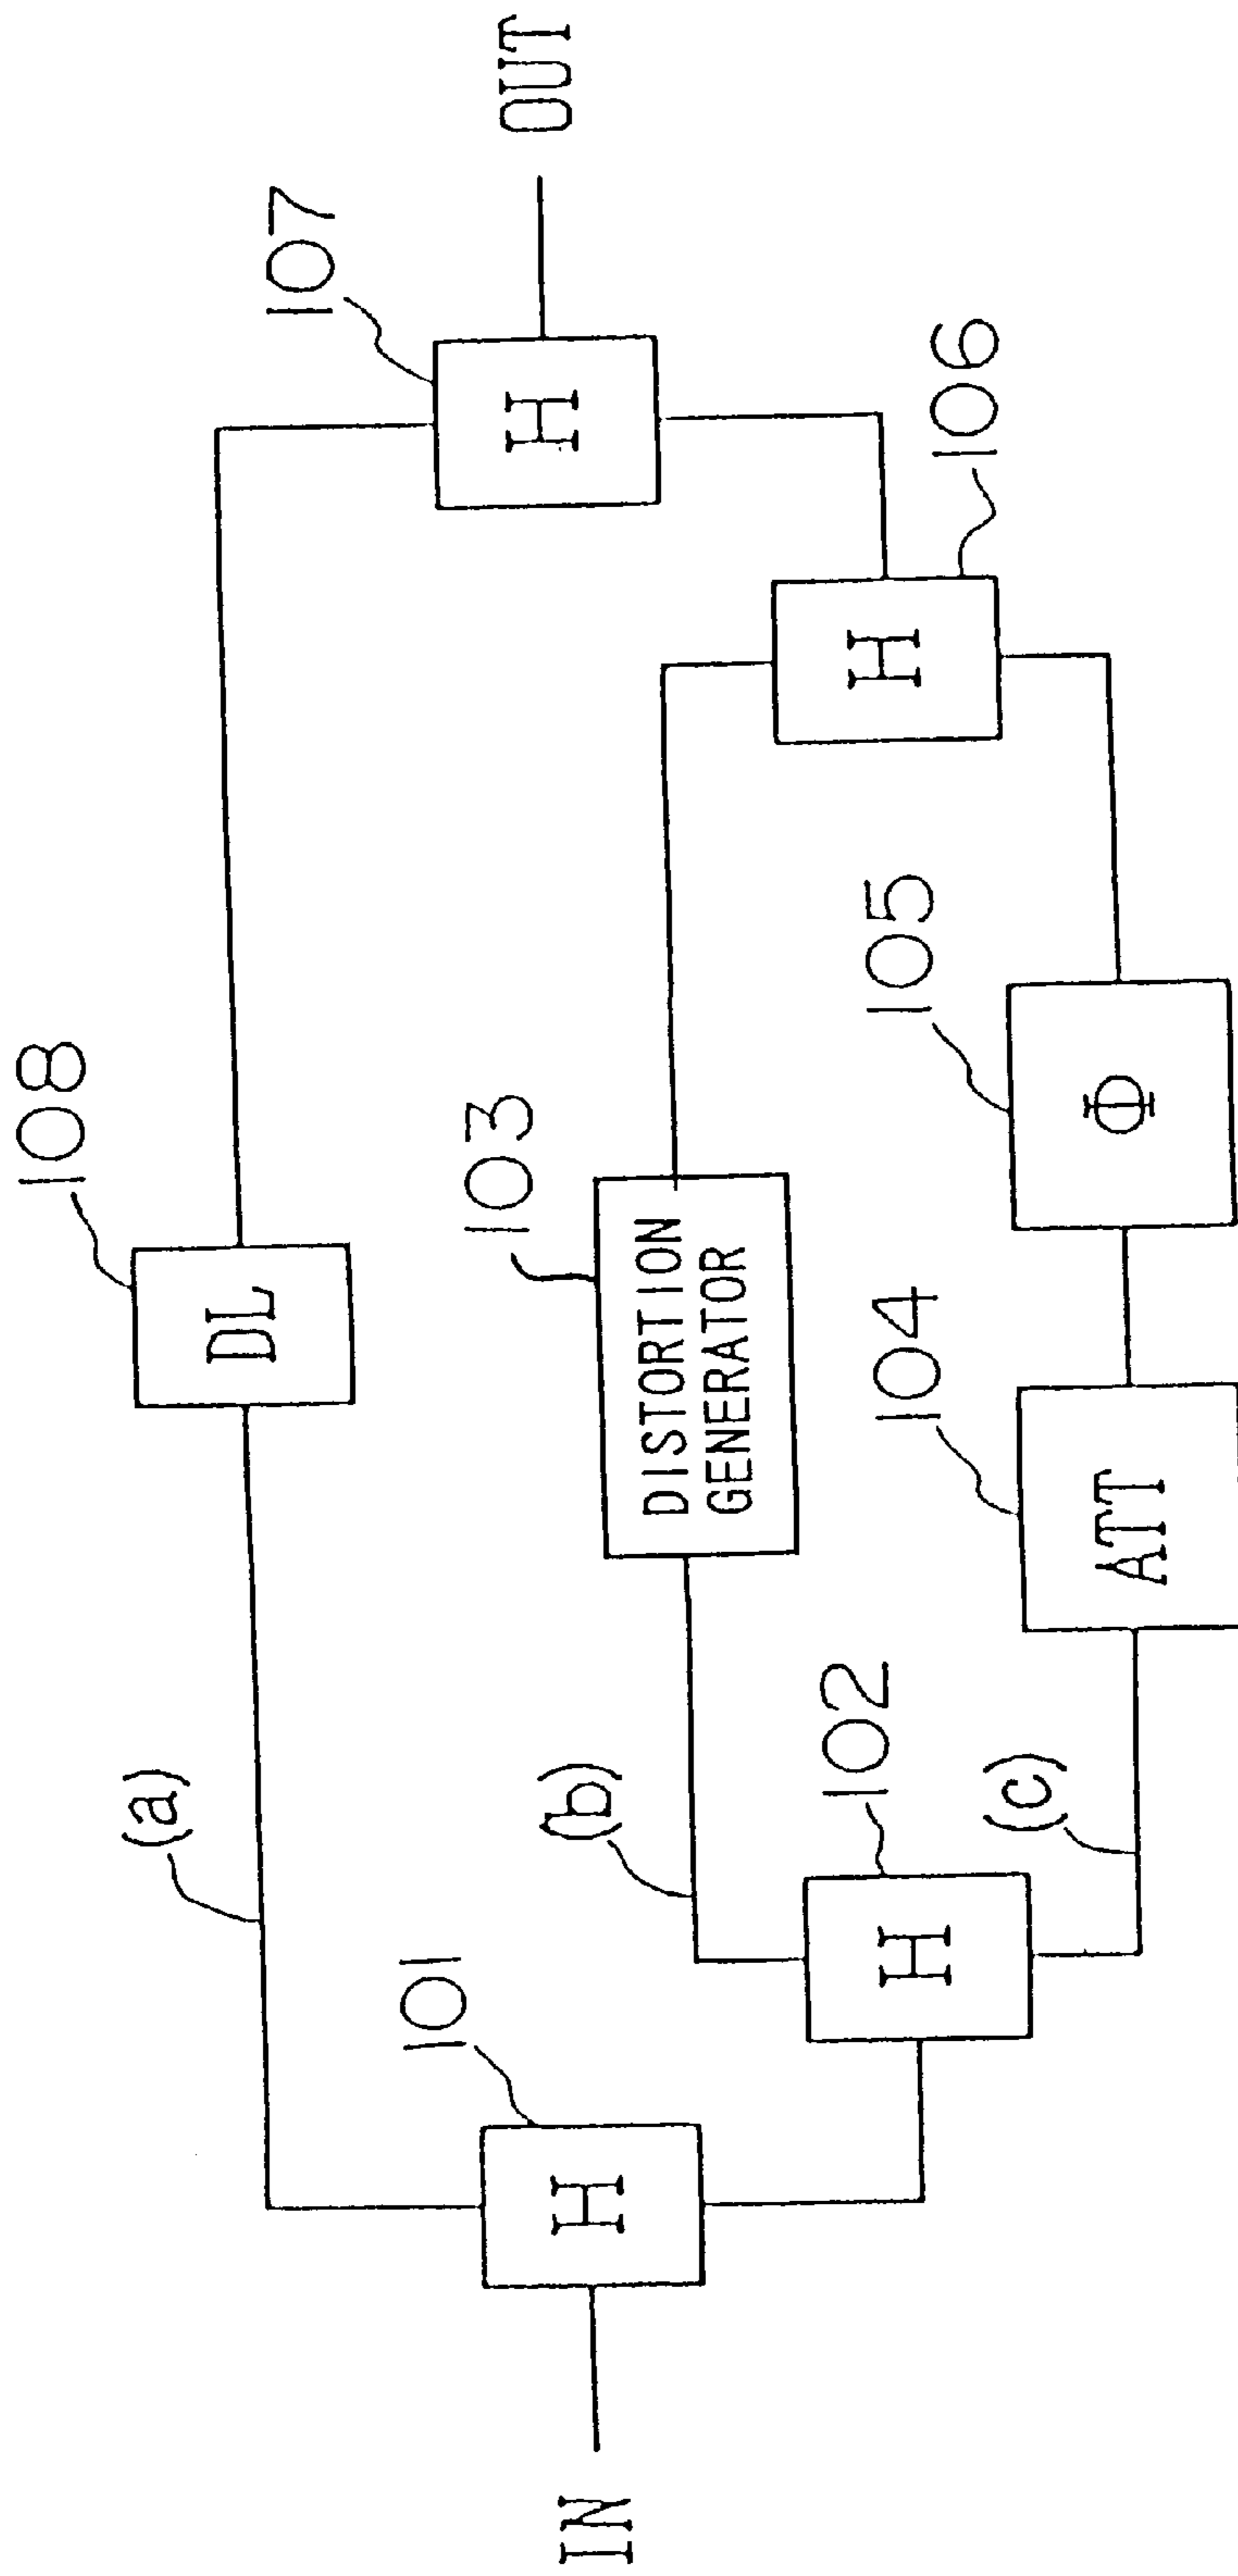 108
DL
(a)
107
H
OUT
101
H
IN
103
DISTORTION
GENERATOR
(b)
106
H
102
H
105
Φ
104
ATT
(c)